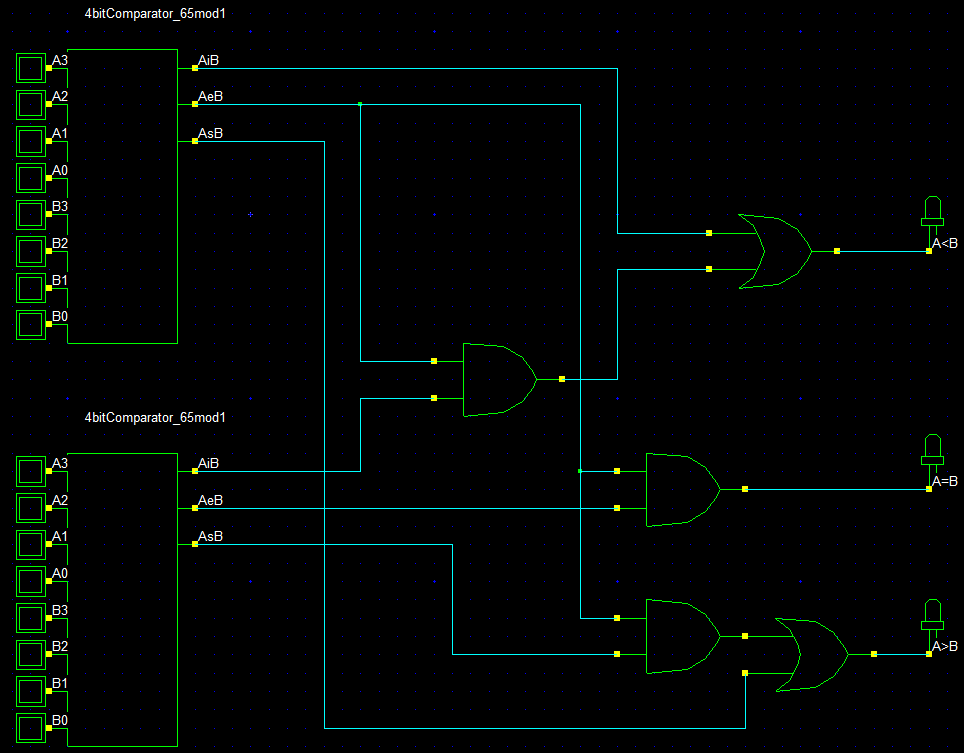 4bitComparator_65mod1
A3
AiB
A2
AeB
A1
AsB
A0
B3
B2
B1
B0
A<B
4bitComparator_65mod1
A3
AiB
A2
AeB
A1
AsB
A0
B3
B2
B1
B0
A=B
A>B